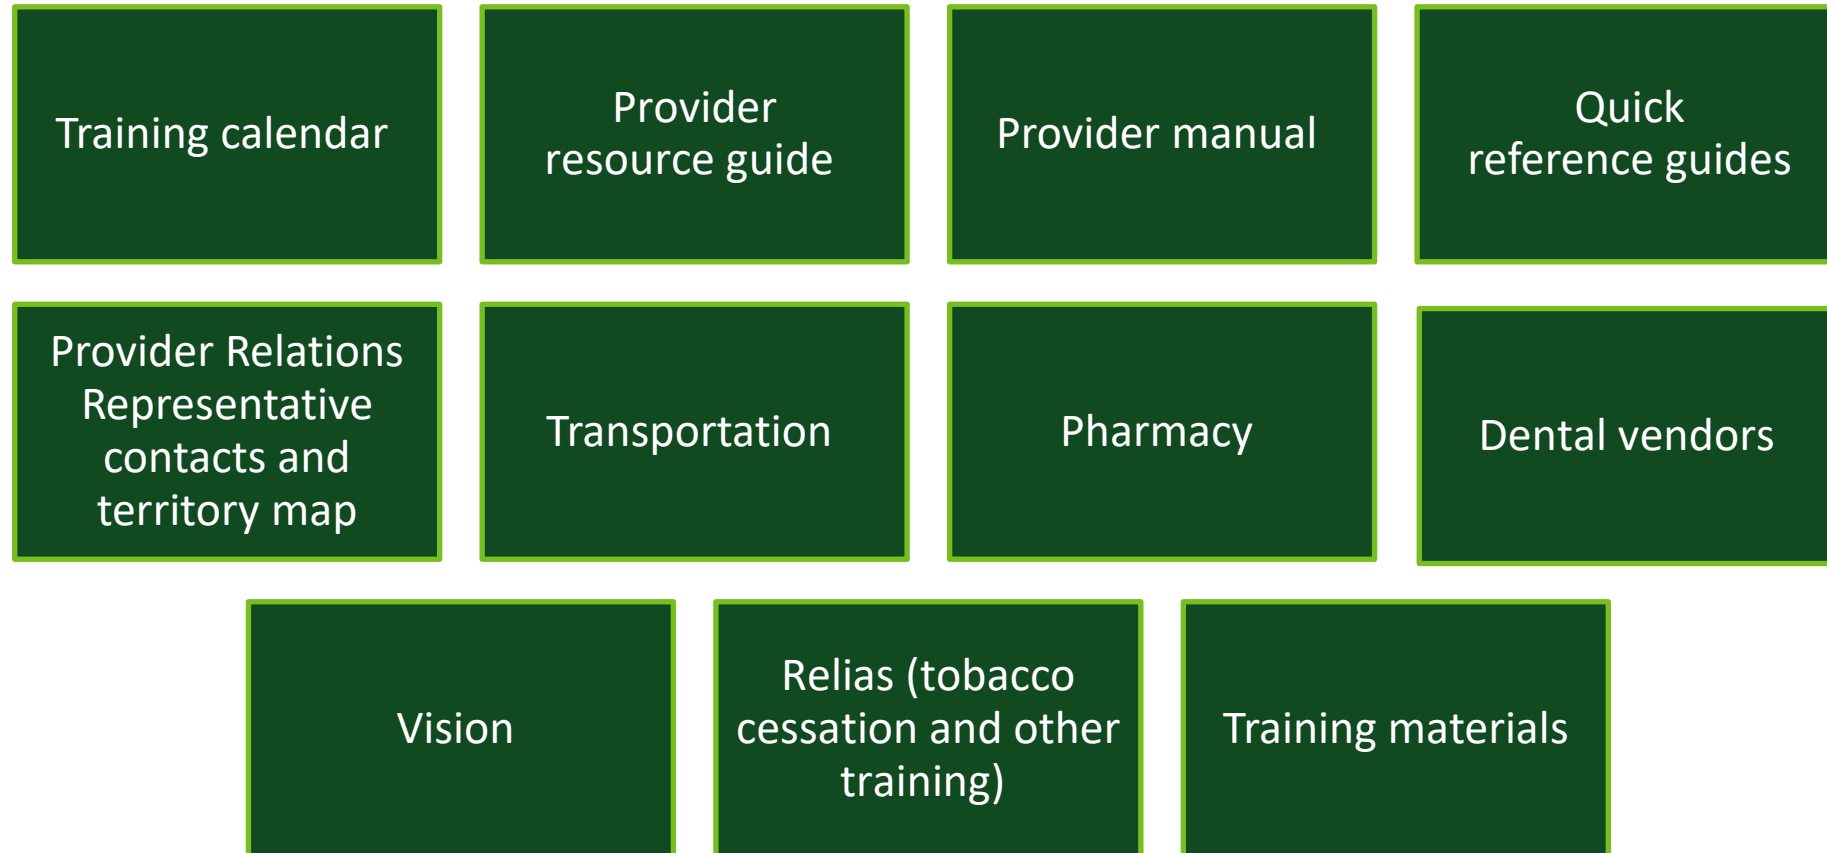 Training calendar
Provider
resource guide
Provider manual
Quick
reference guides
Provider Relations
Representative
contacts and
territory map
Transportation
Pharmacy
Dental vendors
Vision
Relias (tobacco
cessation and other
training)
Training materials